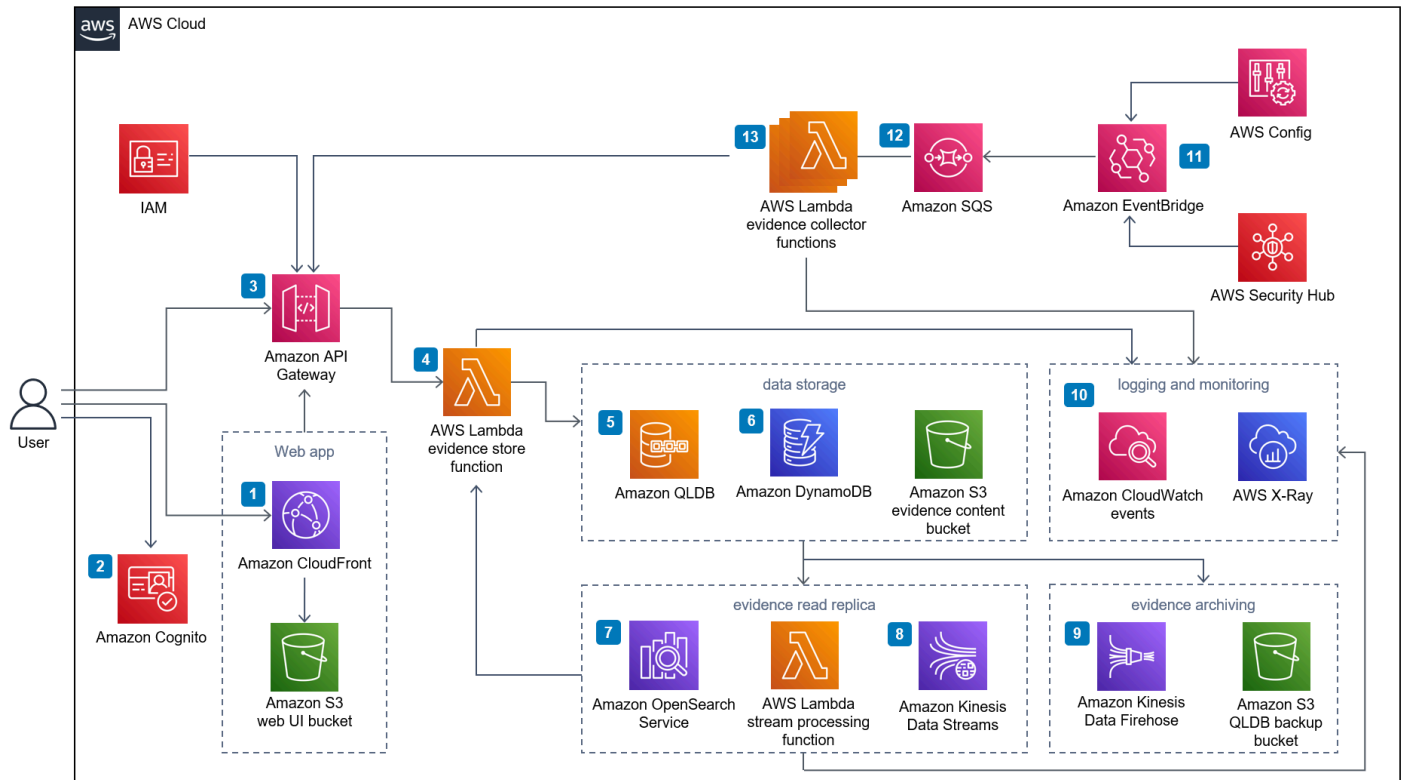 aws
AWS Cloud
AWS Config
13
12
11
IAM
AWS Lambda
evidence collector
functions
Amazon SQS
Amazon EventBridge
AWS Security Hub
3
Amazon API
Gateway
4
AWS Lambda
evidence store
function
User
data storage
5
Amazon QLDB
6
Amazon DynamoDB
Amazon S3
evidence content
bucket
logging and monitoring
10
Amazon CloudWatch
events
AWS X-Ray
Web app
1
Amazon CloudFront
2
Amazon Cognito
Amazon S3
web UI bucket
evidence read replica
7
Amazon OpenSearch
Service
AWS Lambda
stream processing
function
8
Amazon Kinesis
Data Streams
evidence archiving
9
Amazon Kinesis
Data Firehose
Amazon S3
QLDB backup
bucket